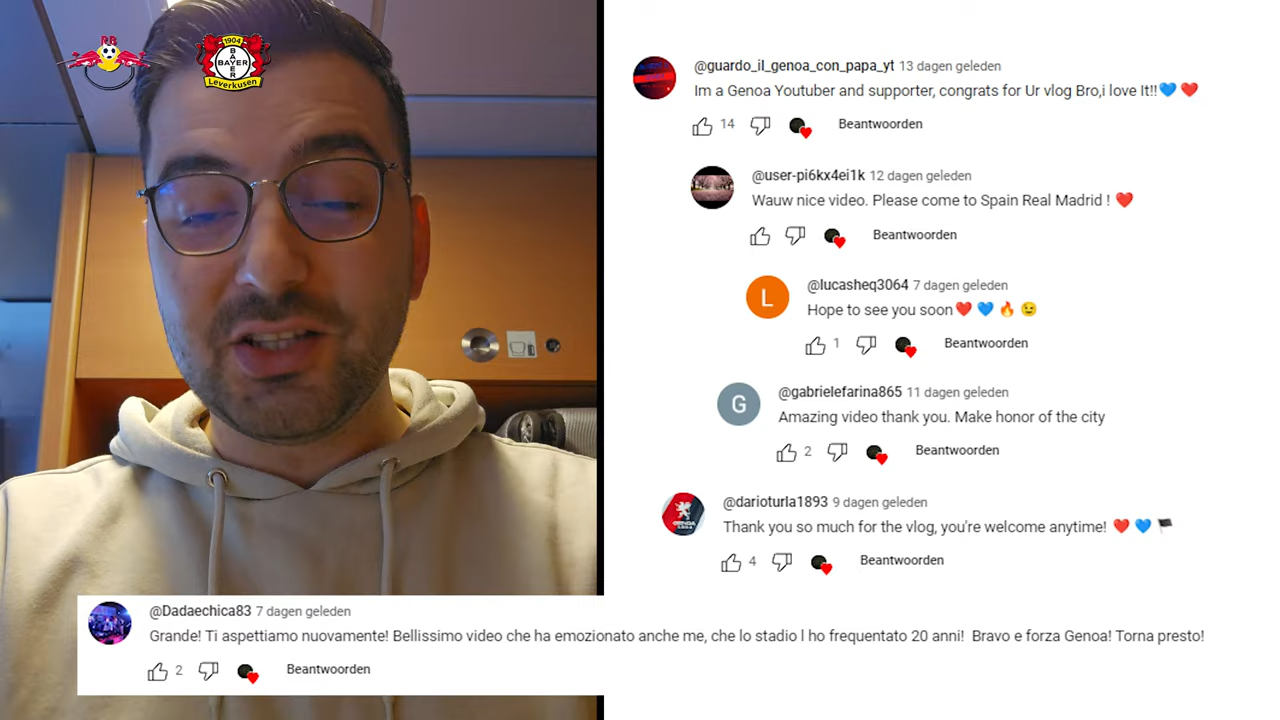 RB
1904
BAYER
BAYER
Leverkusen
@guardo_il_genoa_con_papa_yt 13 dagen geleden
Im a Genoa Youtuber and supporter, congrats for Ur vlog Bro,i love It!!💙 ❤️
14 Beantwoorden
@user-pi6kx4ei1k 12 dagen geleden
Wauw nice video. Please come to Spain Real Madrid ! ❤️
Beantwoorden
L
@lucasheq3064 7 dagen geleden
Hope to see you soon❤️ 💙 🔥 😉
1 Beantwoorden
G
@gabrielefarina865 11 dagen geleden
Amazing video thank you. Make honor of the city
2 Beantwoorden
GENOA
@darioturla1893 9 dagen geleden
Thank you so much for the vlog, you're welcome anytime! ❤️ 💙 🏴
4 Beantwoorden
@Dadaechica83 7 dagen geleden
Grande! Ti aspettiamo nuovamente! Bellissimo video che ha emozionato anche me, che lo stadio l ho frequentato 20 anni! Bravo e forza Genoa! Torna presto!
2 Beantwoorden